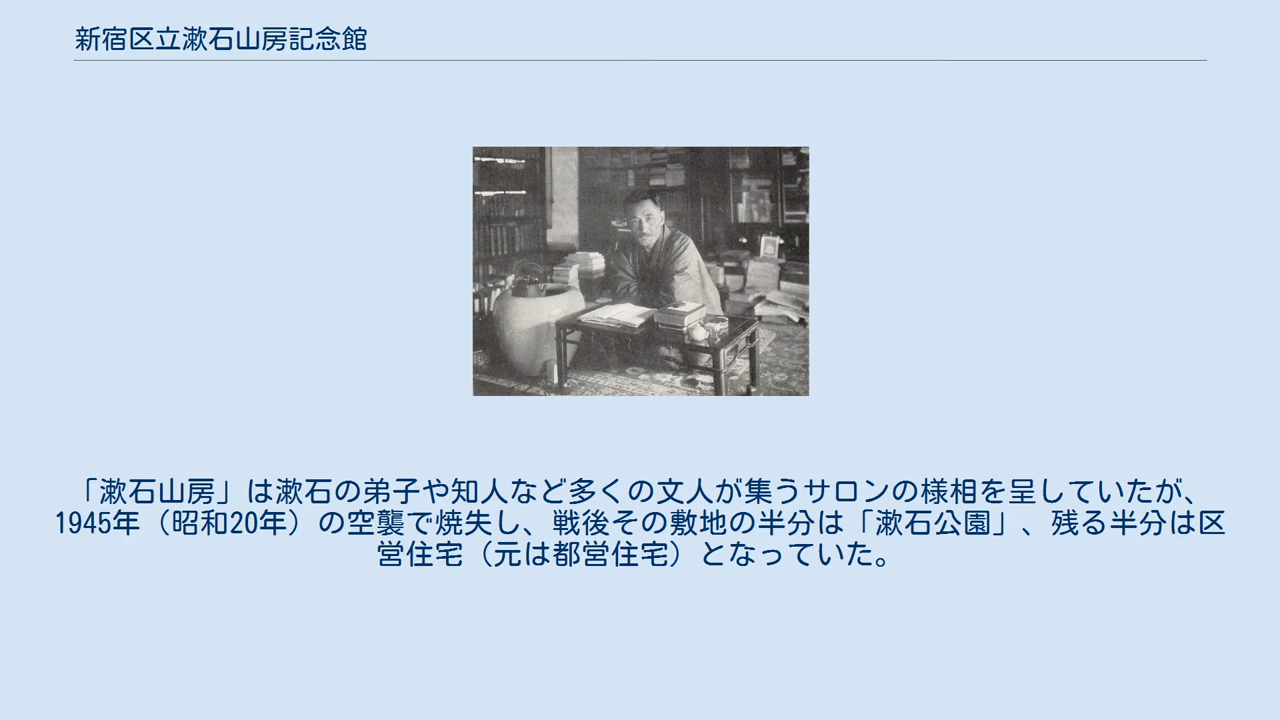 新宿区立漱石山房記念館
「漱石山房」は漱石の弟子や知人など多くの文人が集うサロンの様相を呈していたが、
1945年（昭和20年）の空襲で焼失し、戦後その敷地の半分は「漱石公園」、残る半分は区
営住宅（元は都営住宅）となっていた。